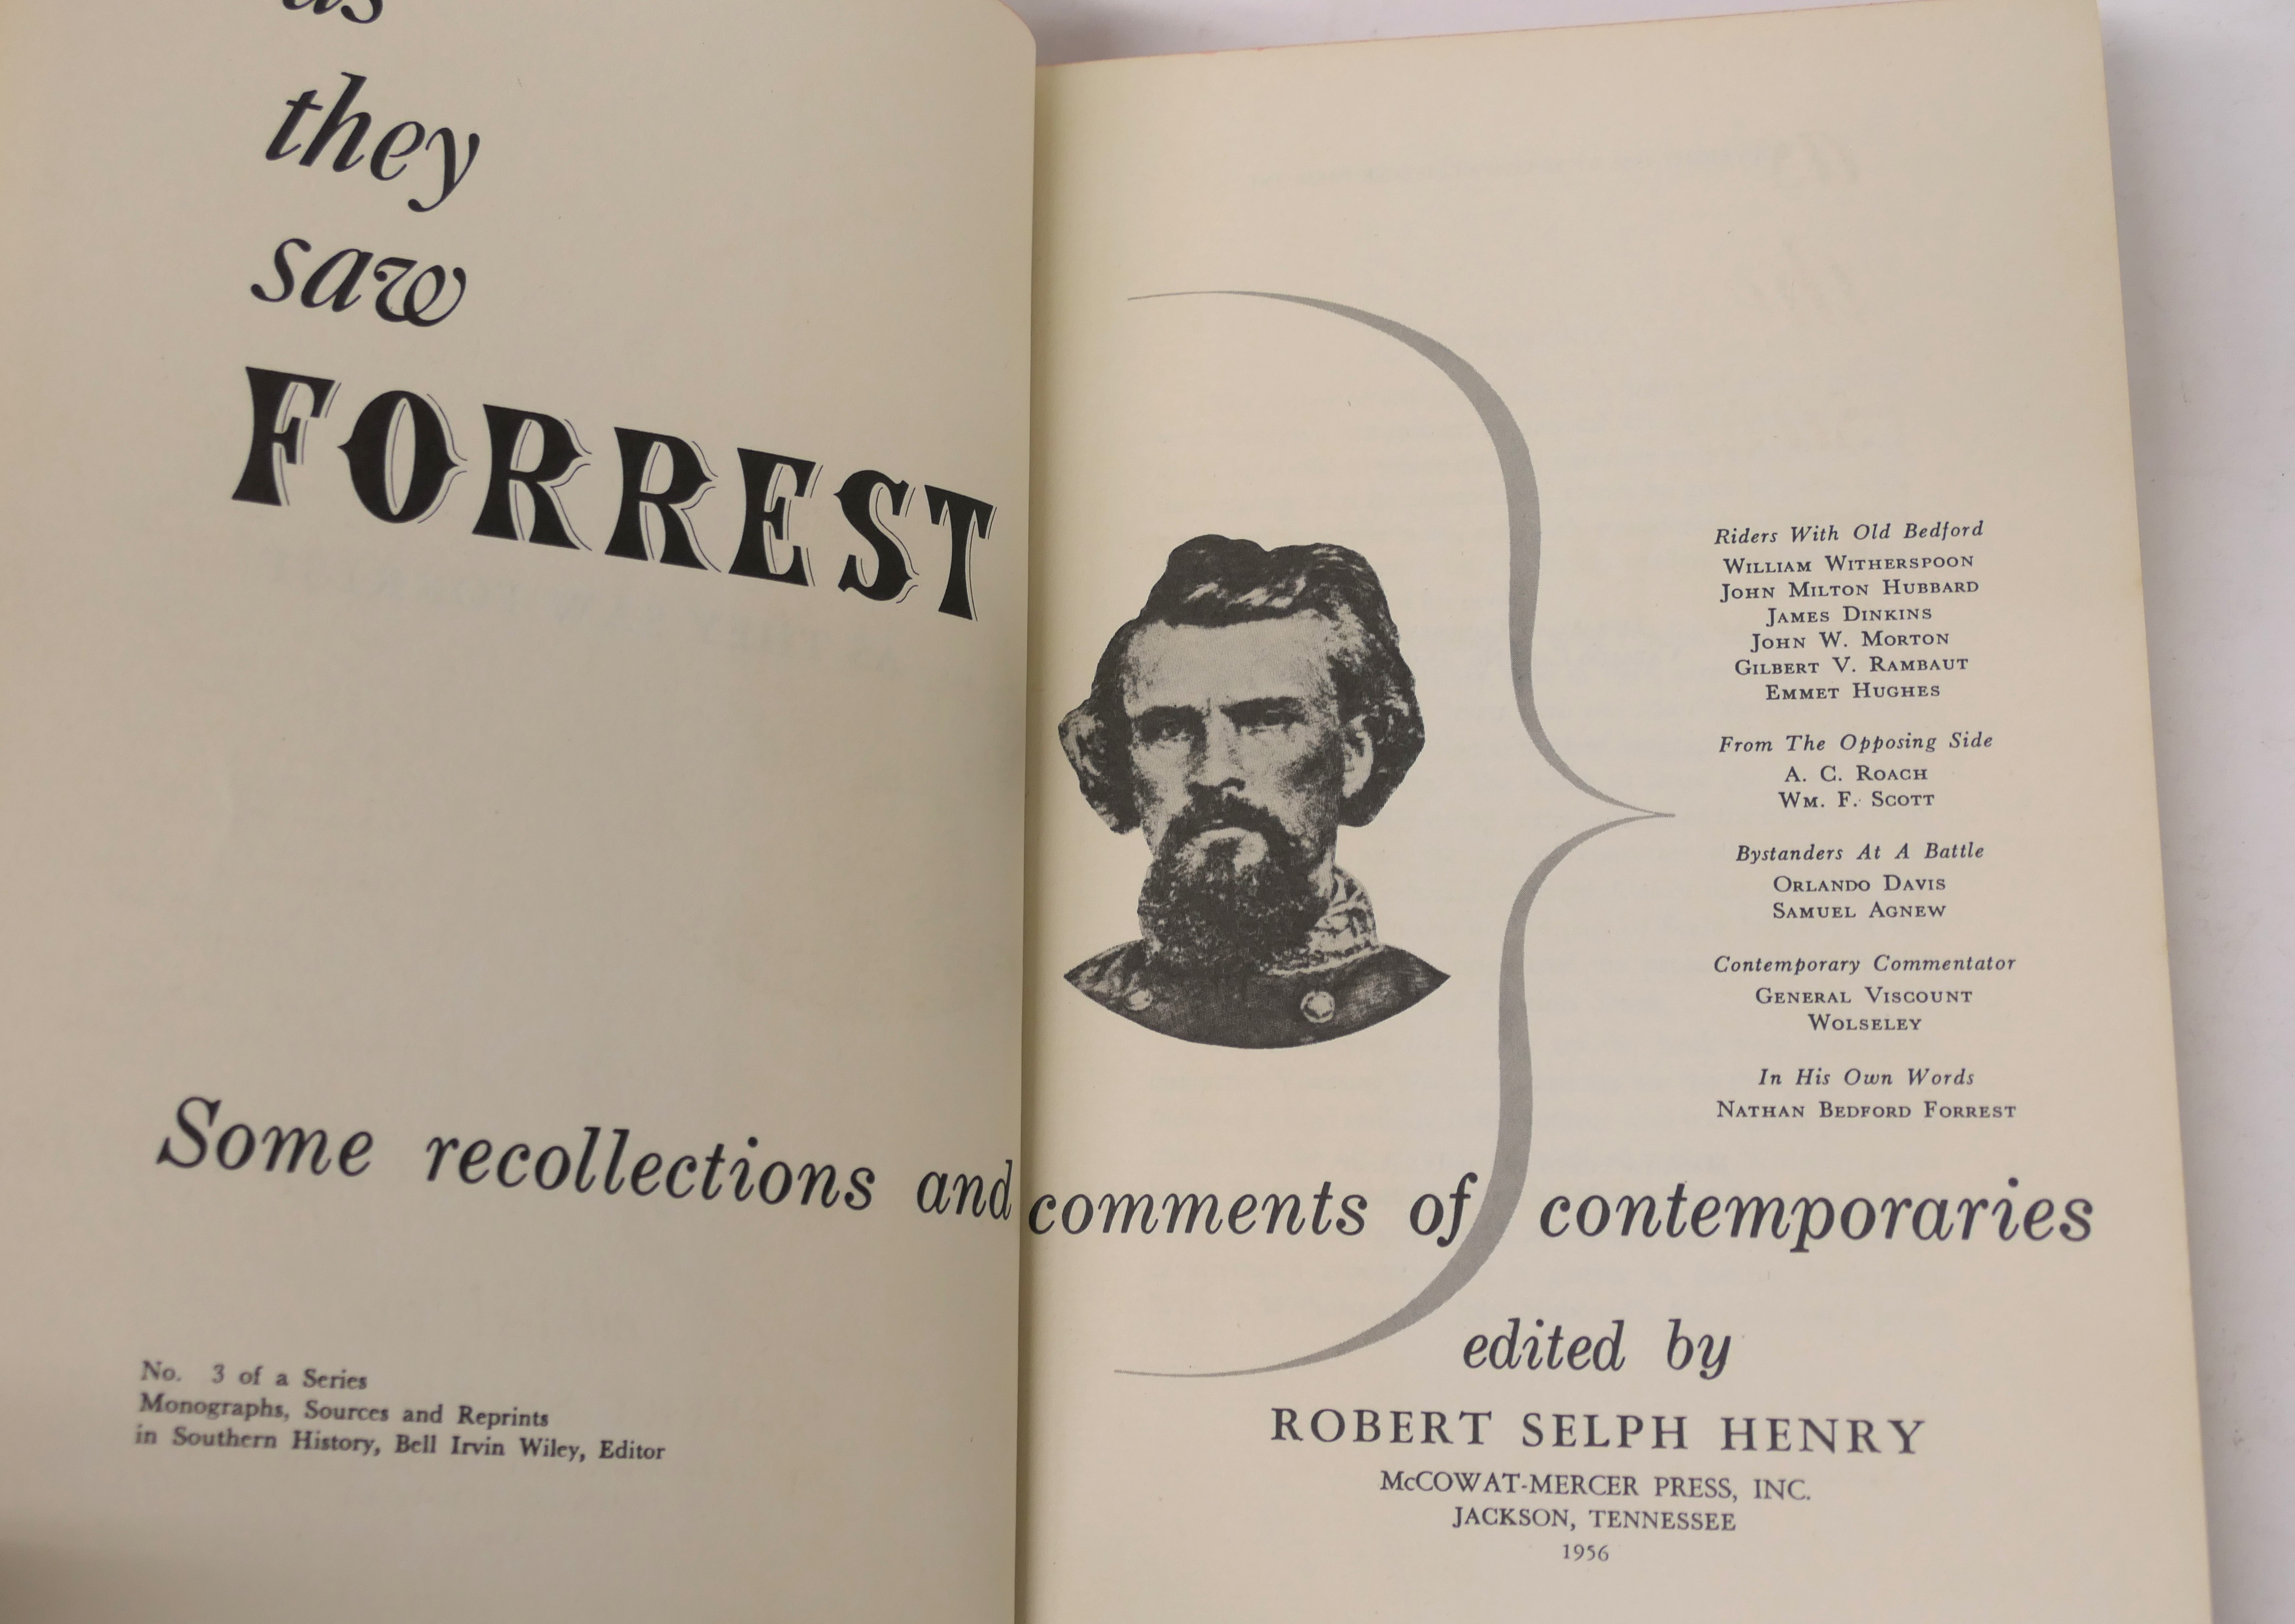 as
they
saw
FORREST
Some recollections and comments of contemporaries
No. 3 of a Series
Monographs, Sources and Reprints
in Southern History, Bell Irvin Wiley, Editor
Riders With Old Bedford
WILLIAM WITHERSPOON
JOHN MILTON HUBBARD
JAMES DINKINS
JOHN W. MORTON
GILBERT V. RAMBAUT
EMMET HUGHES
From The Opposing Side
A. C. ROACH
WM. F. SCOTT
Bystanders At A Battle
ORLANDO DAVIS
SAMUEL AGNEW
Contemporary Commentator
GENERAL VISCOUNT
WOLSELEY
In His Own Words
NATHAN BEDFORD FORREST
edited by
ROBERT SELPH HENRY
McCOWAT-MERCER PRESS, INC.
JACKSON, TENNESSEE
1956